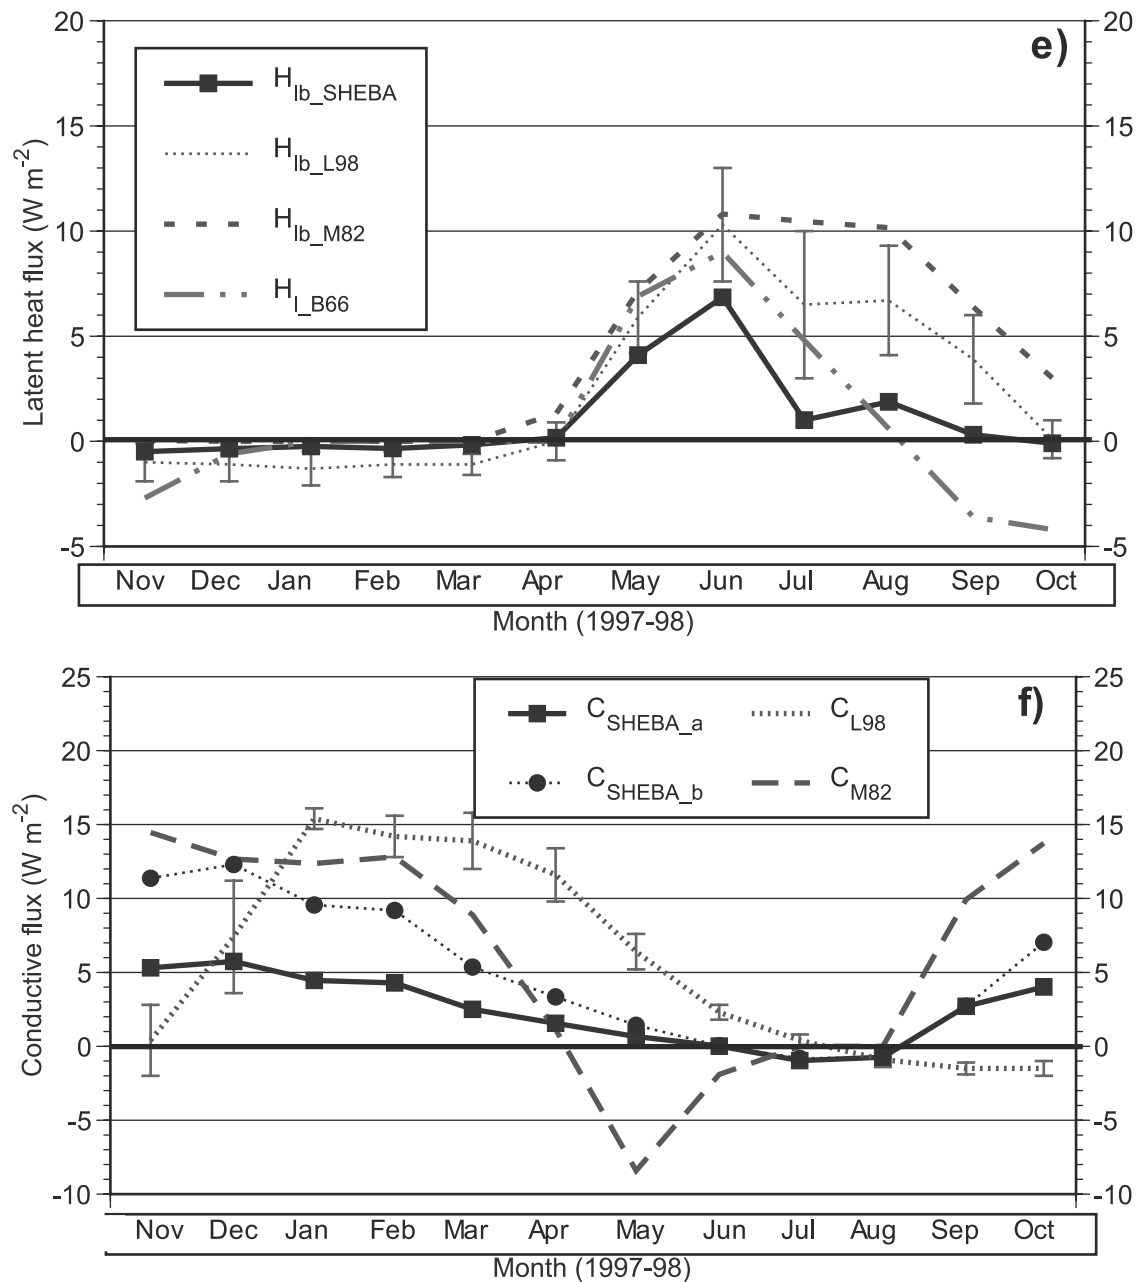 20 20
e)
H_lb_SHEBA
15 15
H_lb_L98
H_lb_M82
10 10
H_l_B66
5 5
0 0
-5 -5
Latent heat flux (W m^-2)
Nov Dec Jan Feb Mar Apr May Jun Jul Aug Sep Oct
Month (1997-98)
25 25
f)
C_SHEBA_a C_L98
20 20
C_SHEBA_b C_M82
15 15
10 10
5 5
0 0
-5 -5
-10 -10
Conductive flux (W m^-2)
Nov Dec Jan Feb Mar Apr May Jun Jul Aug Sep Oct
Month (1997-98)